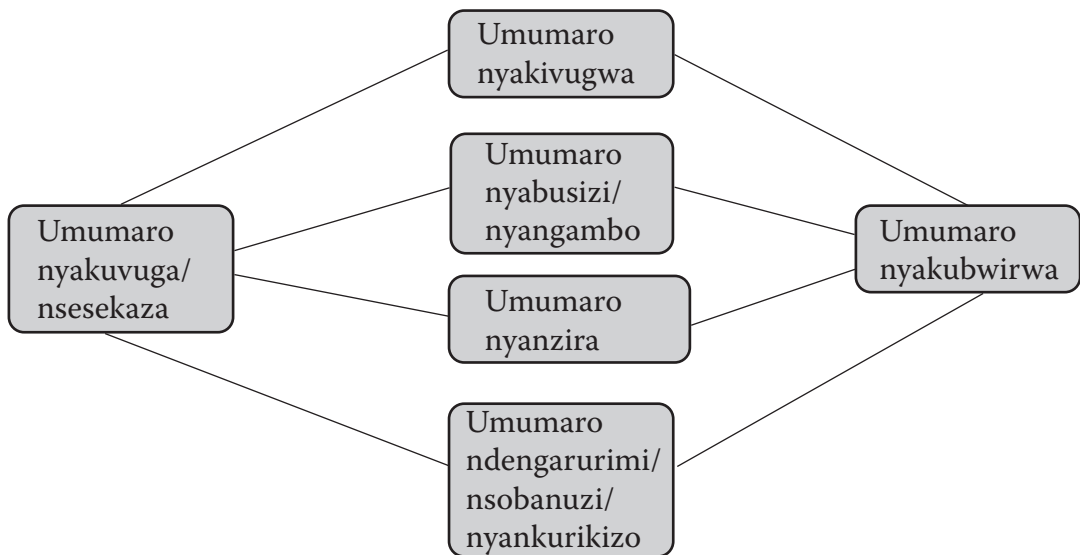 Umumaro
nyakivugwa
Umumaro
nyabusizi/
nyangambo
Umumaro
nyakuvuga/
nsesekaza
Umumaro
nyakubwirwa
Umumaro
nyanzira
Umumaro
ndengarurimi/
nsobanuzi/
nyankurikizo